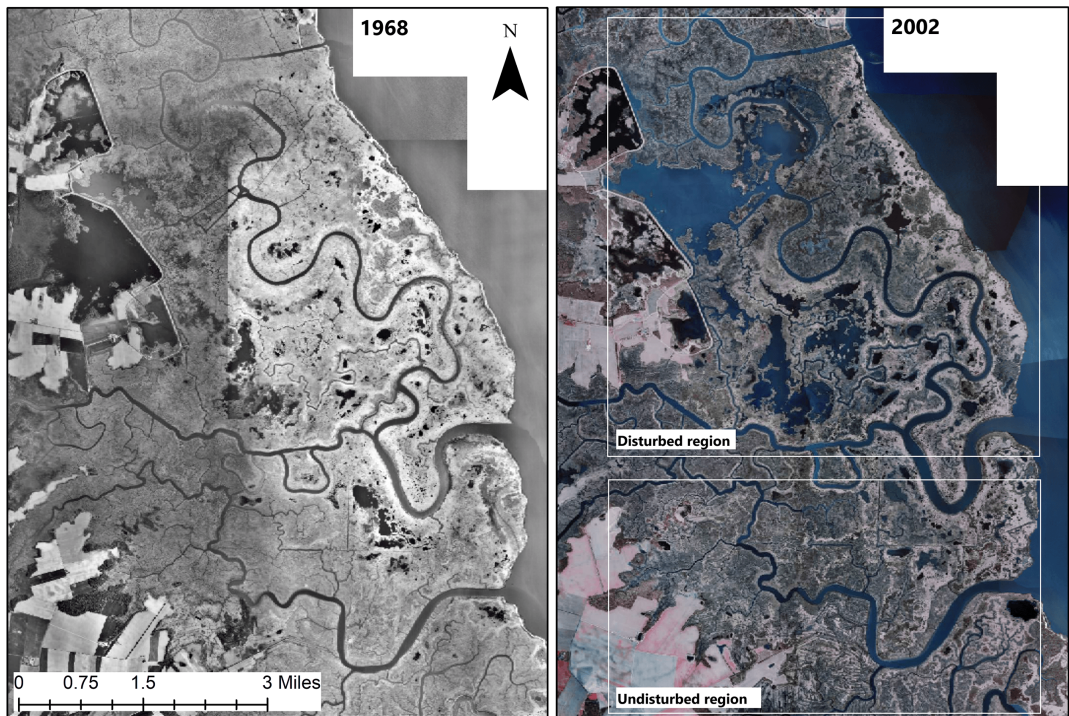 1968
N
2002
Disturbed region
Undisturbed region
0 0.75 1.5 3 Miles